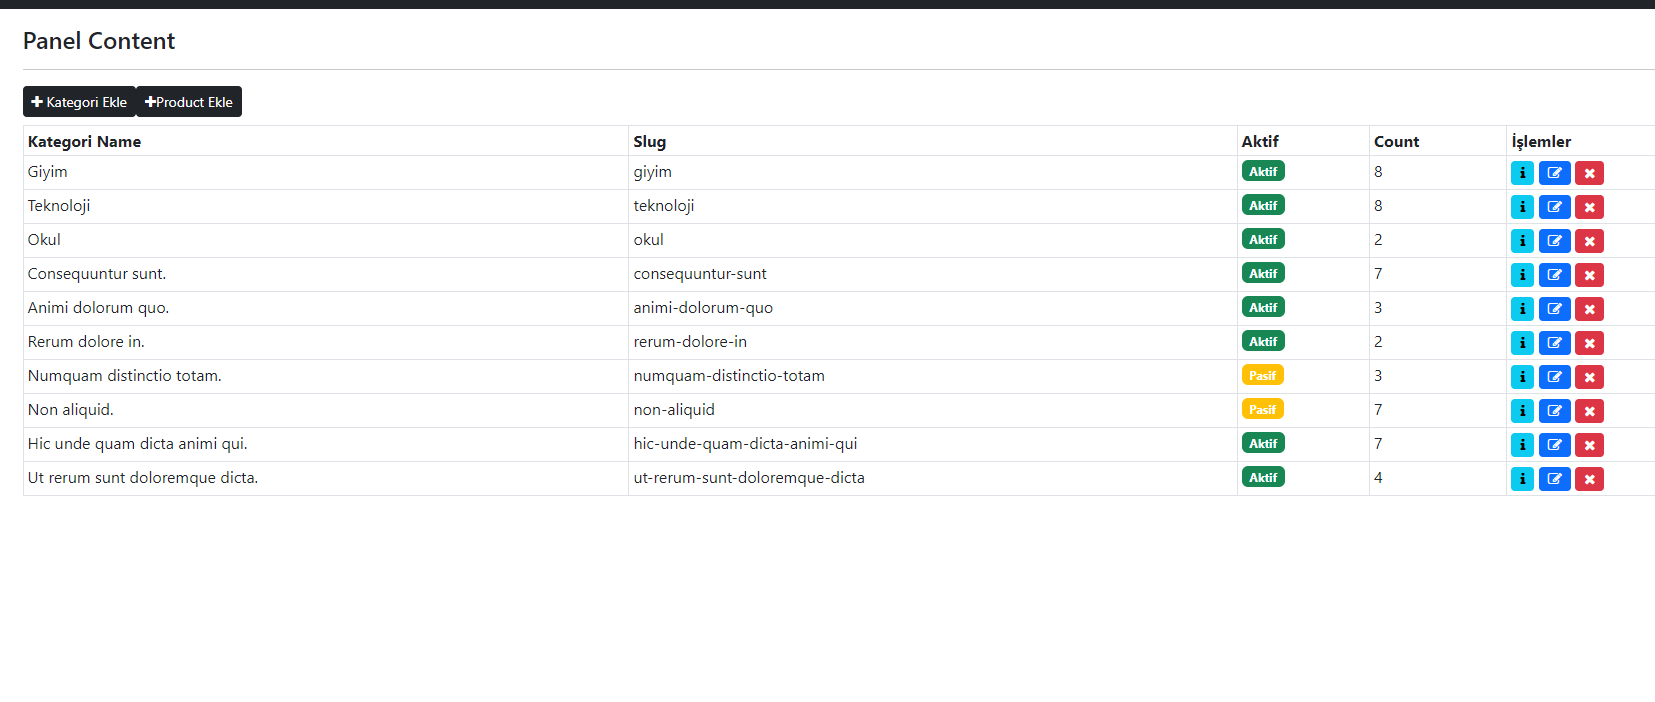 Panel Content
Kategori Ekle Product Ekle
Kategori Name Slug Aktif Count İşlemler
Giyim giyim Aktif 8
Teknoloji teknoloji Aktif 8
Okul okul Aktif 2
Consequuntur sunt. consequuntur-sunt Aktif 7
Animi dolorum quo. animi-dolorum-quo Aktif 3
Rerum dolore in. rerum-dolore-in Aktif 2
Numquam distinctio totam. numquam-distinctio-totam Pasif 3
Non aliquid. non-aliquid Pasif 7
Hic unde quam dicta animi qui. hic-unde-quam-dicta-animi-qui Aktif 7
Ut rerum sunt doloremque dicta. ut-rerum-sunt-doloremque-dicta Aktif 4